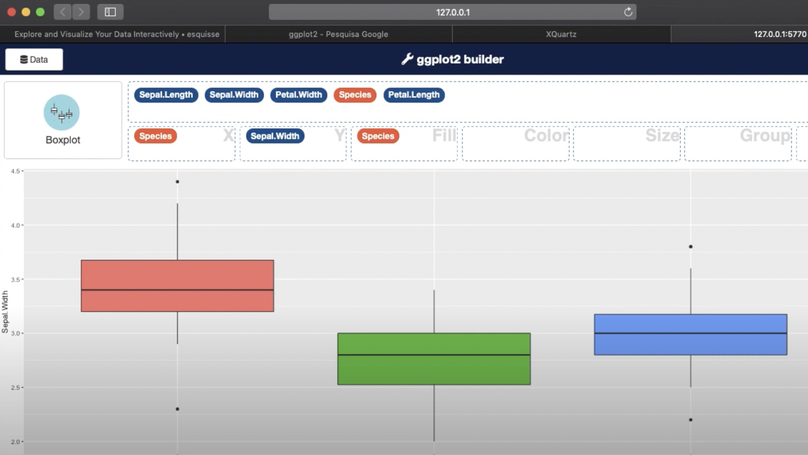 127.0.0.1
Explore and Visualize Your Data Interactively • esquisse
ggplot2 - Pesquisa Google
XQuartz
127.0.0.1:5770
Data
ggplot2 builder
Boxplot
Sepal.Length Sepal.Width Petal.Width Species Petal.Length
Species X Sepal.Width Y Species Fill Color Size Group
4.5
4.0
3.5
3.0
2.5
2.0
Sepal.Width